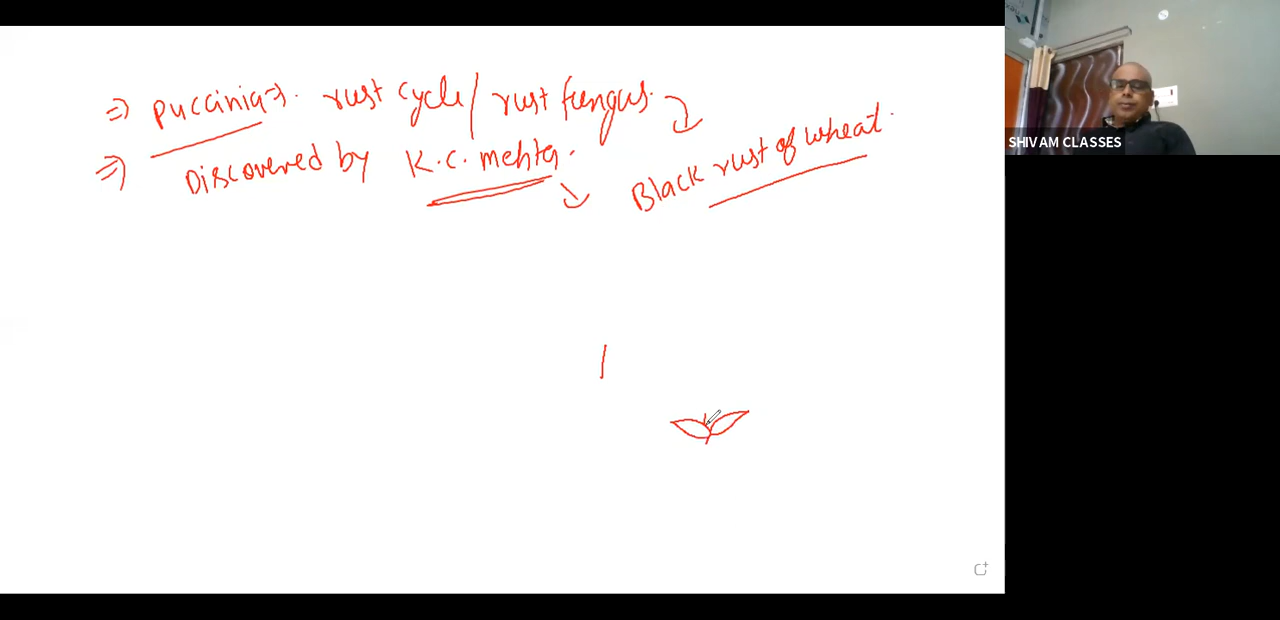 ⇒ Puccinia ⇒. rust cycle / rust fungus.
⇒ Discovered by K.C. Mehta.
Black rust of wheat.
SHIVAM CLASSES